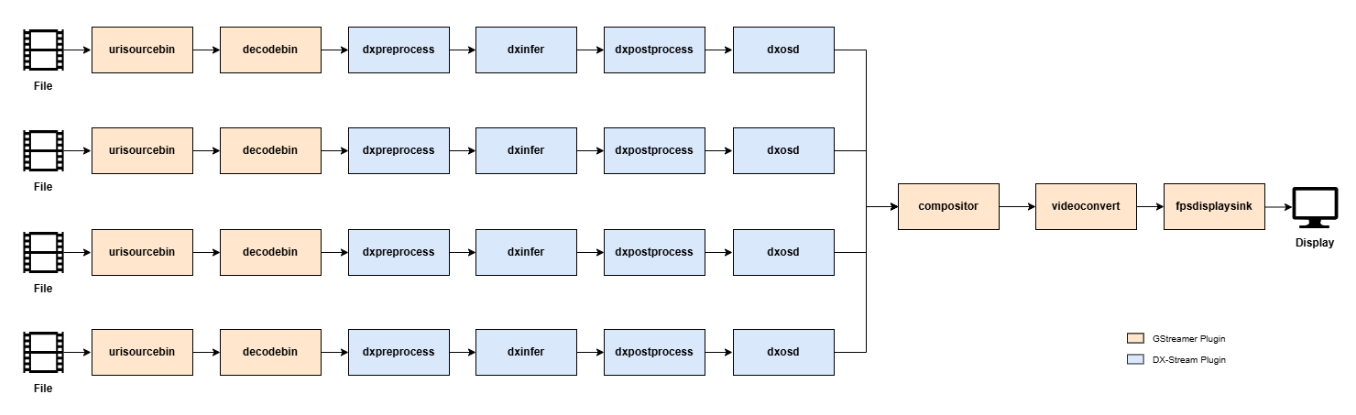 urisourcebin
decodebin
dxpreprocess
dxinfer
dxpostprocess
dxosd
File
urisourcebin
decodebin
dxpreprocess
dxinfer
dxpostprocess
dxosd
File
compositor
videoconvert
fpsdisplaysink
Display
urisourcebin
decodebin
dxpreprocess
dxinfer
dxpostprocess
dxosd
File
urisourcebin
decodebin
dxpreprocess
dxinfer
dxpostprocess
dxosd
File
GStreamer Plugin
DX-Stream Plugin